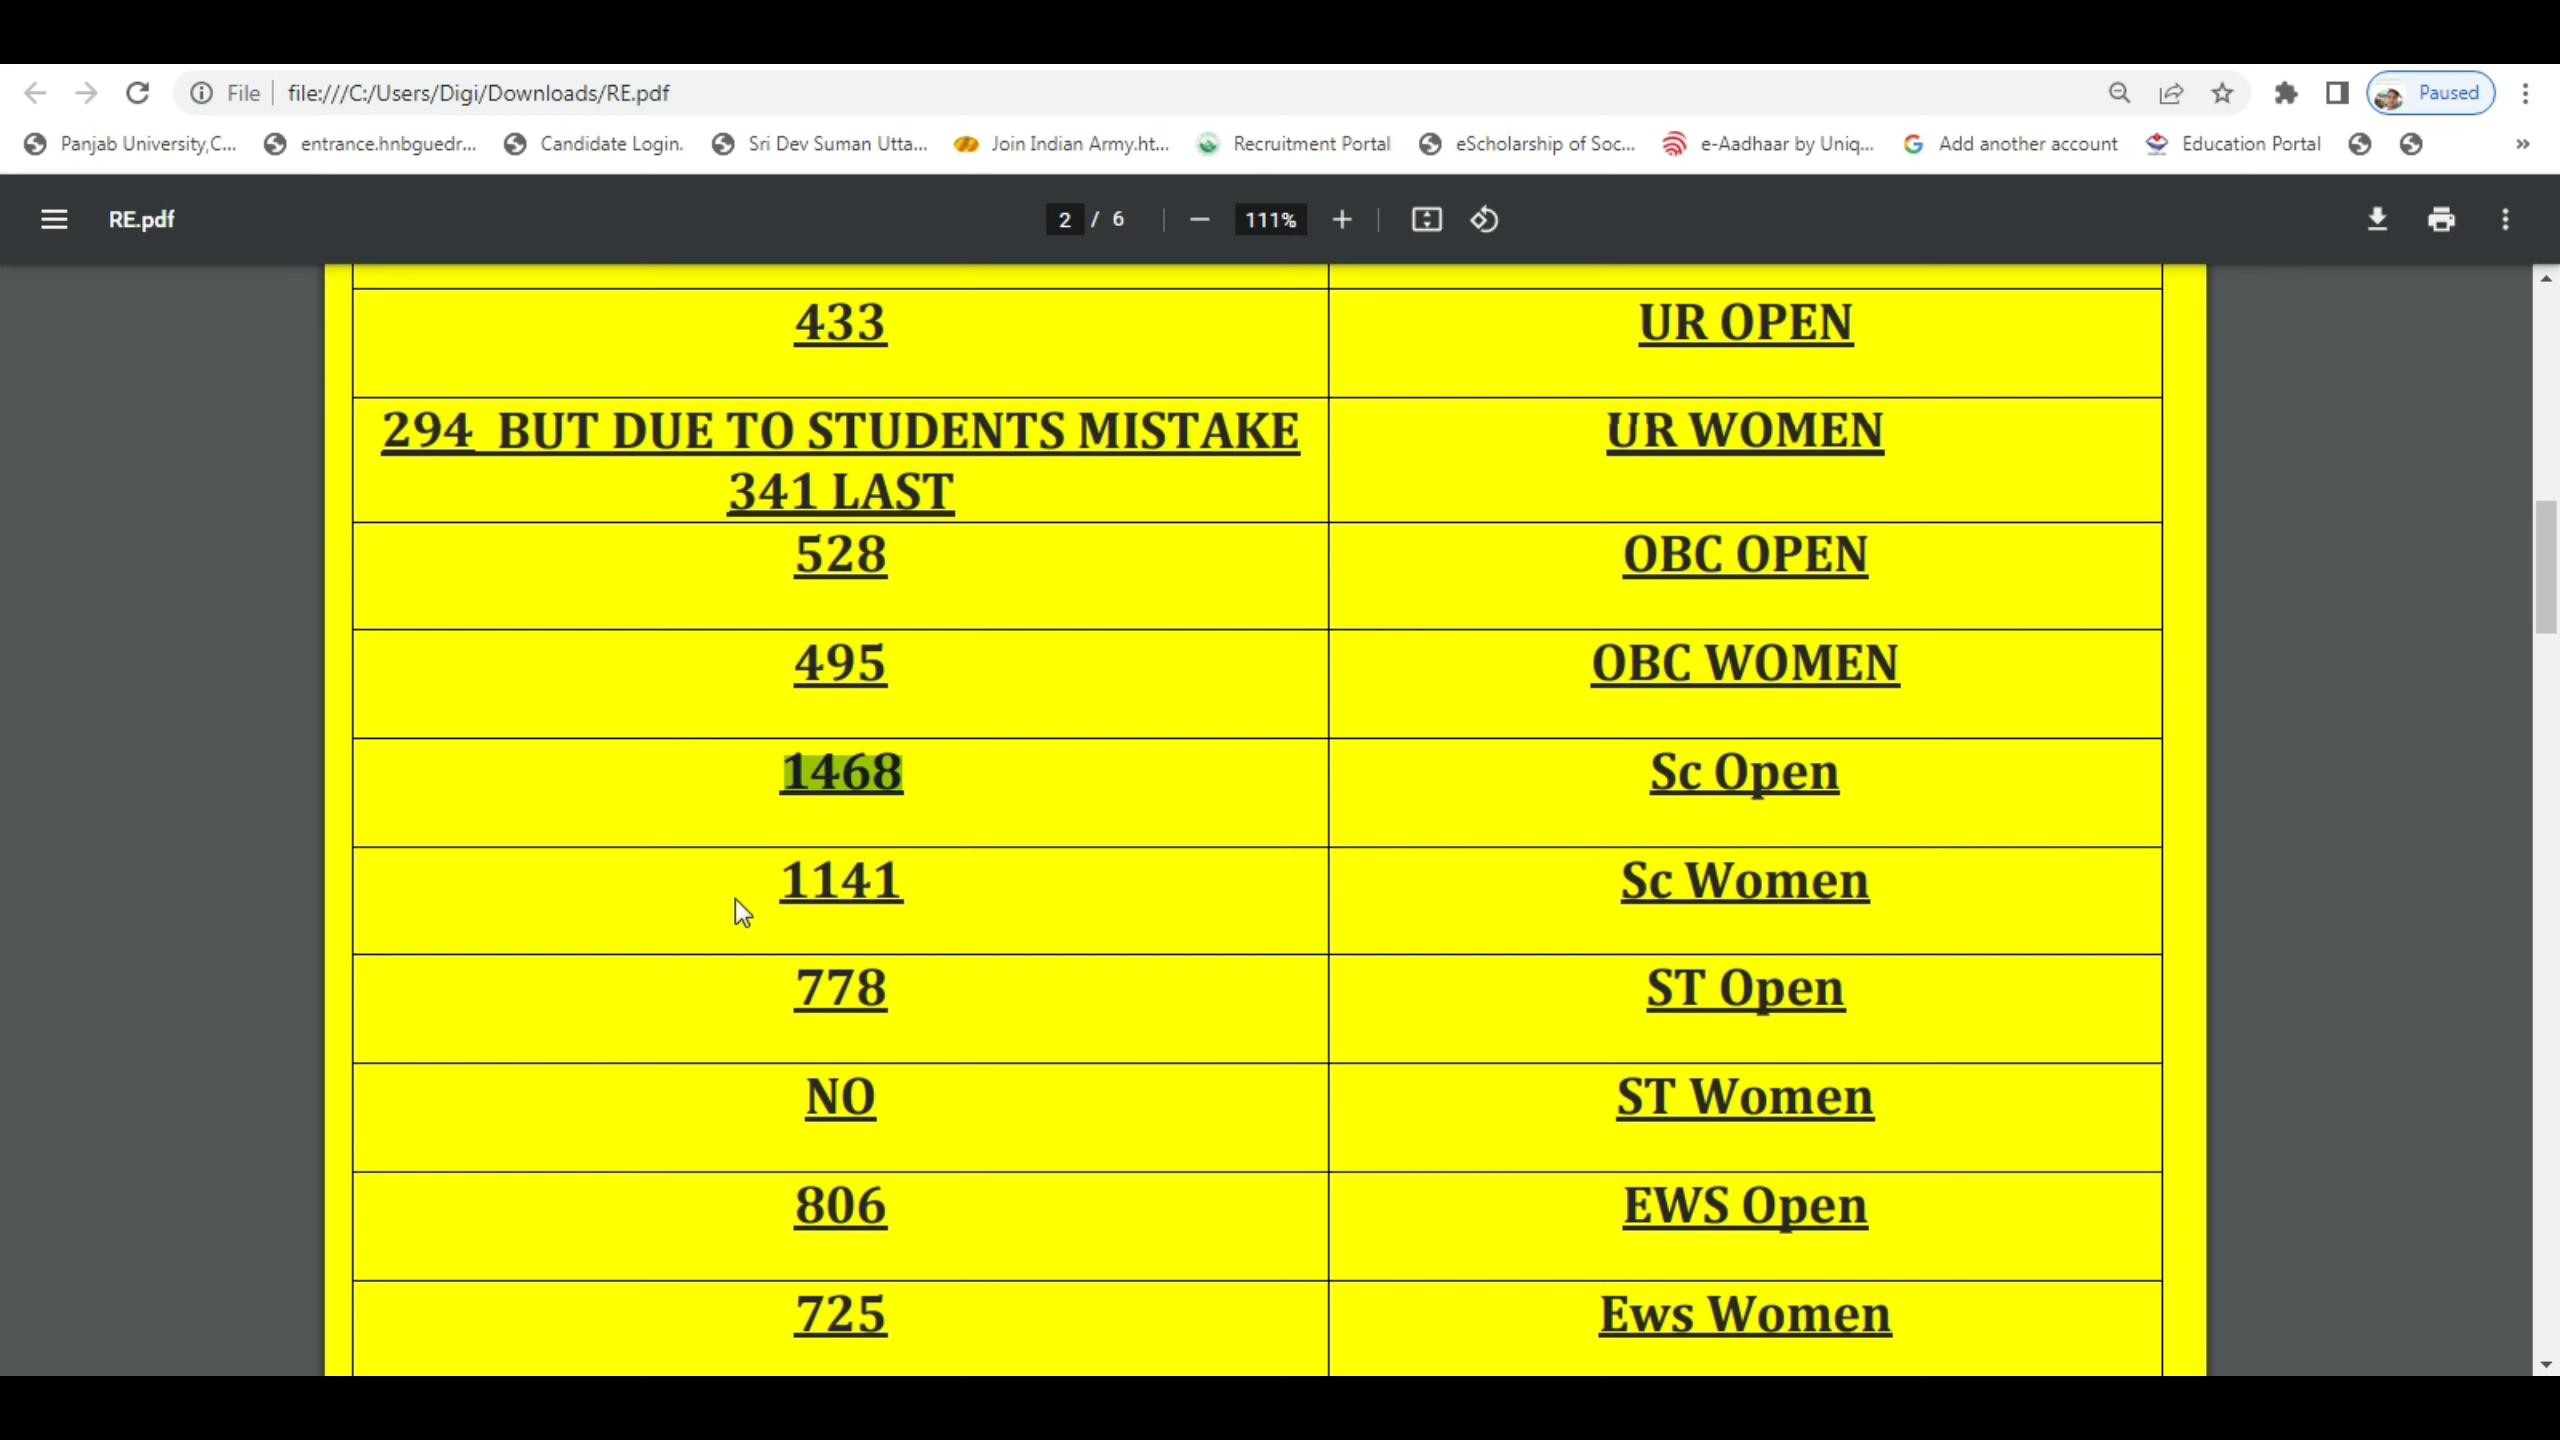 File file:///C:/Users/Digi/Downloads/RE.pdf Paused
Panjab University,C... entrance.hnbguedr... Candidate Login. Sri Dev Suman Utta... Join Indian Army.ht... Recruitment Portal eScholarship of Soc... e-Aadhaar by Uniq... Add another account Education Portal »
RE.pdf 2 / 6 111%
433 UR OPEN
294 BUT DUE TO STUDENTS MISTAKE UR WOMEN
341 LAST
528 OBC OPEN
495 OBC WOMEN
1468 Sc Open
1141 Sc Women
778 ST Open
NO ST Women
806 EWS Open
725 Ews Women